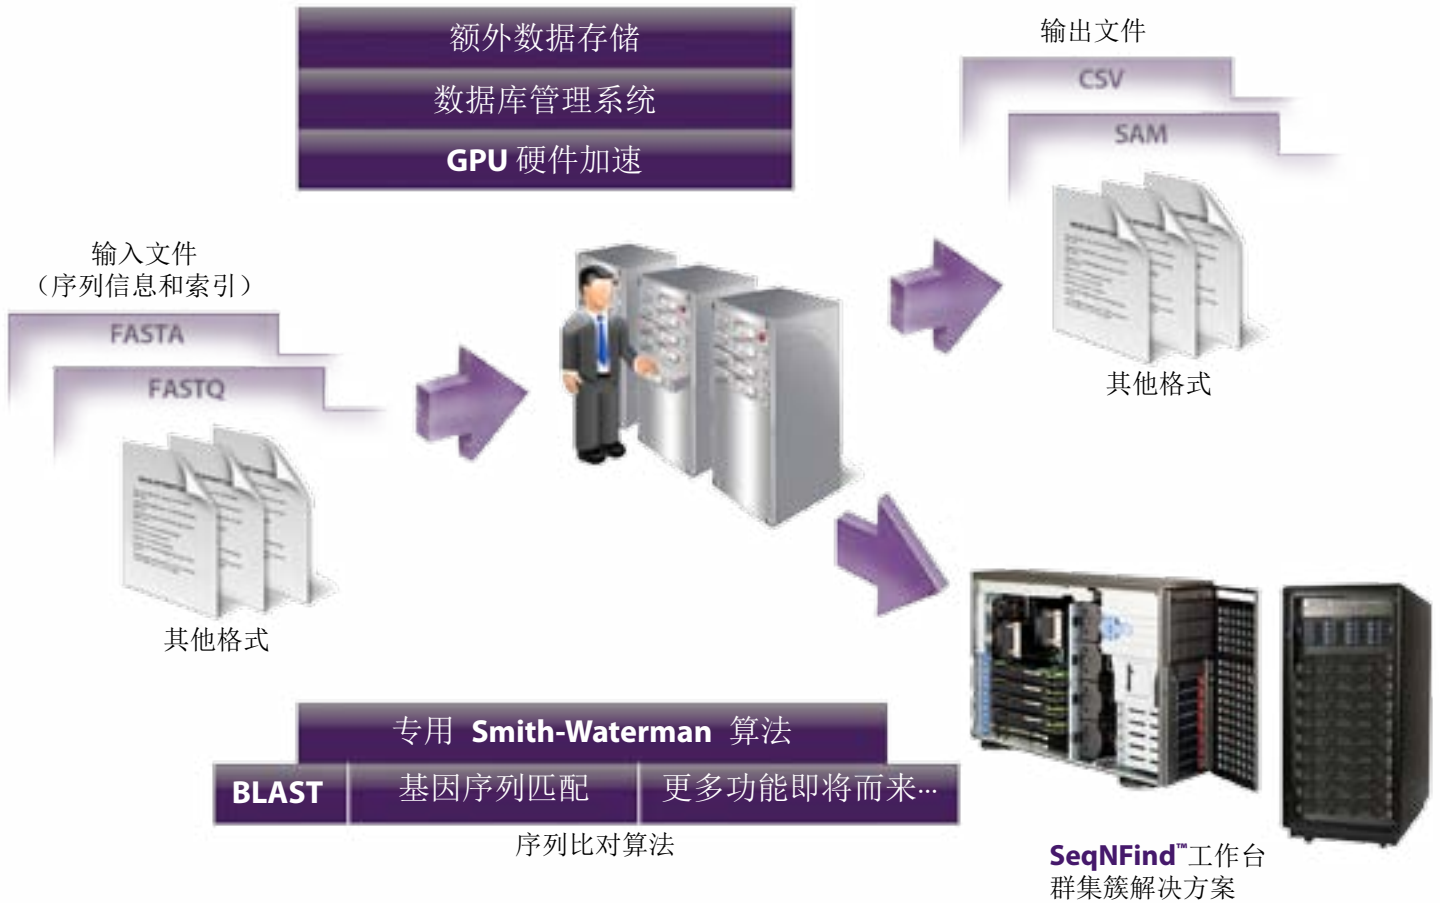 额外数据存储
数据库管理系统
GPU 硬件加速
输出文件
CSV
SAM
其他格式
输入文件
（序列信息和索引）
FASTA
FASTQ
其他格式
专用 Smith-Waterman 算法
BLAST
基因序列匹配
更多功能即将而来…
序列比对算法
SeqNFind™工作台
群集簇解决方案